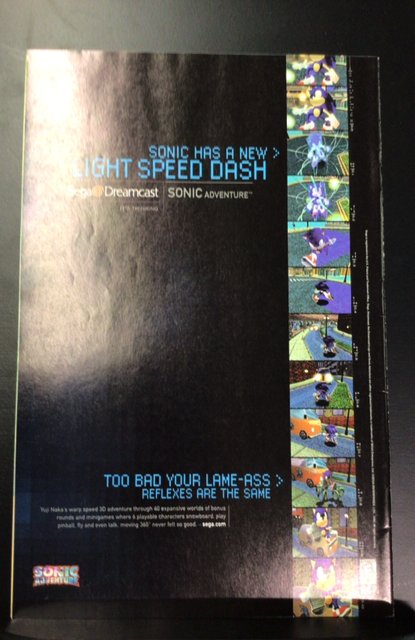 SONIC HAS A NEW >
LIGHT SPEED DASH
Sega Dreamcast | SONIC ADVENTURE™
TOO BAD YOUR LAME-ASS >
REFLEXES ARE THE SAME
Yuji Naka's warp speed 3D adventure through 60 expansive worlds of bonus
rounds and minigames where 6 playable characters snowboard, play
pinball, fly and even talk. moving 360° never felt so good. - sega.com
SONIC
ADVENTURE